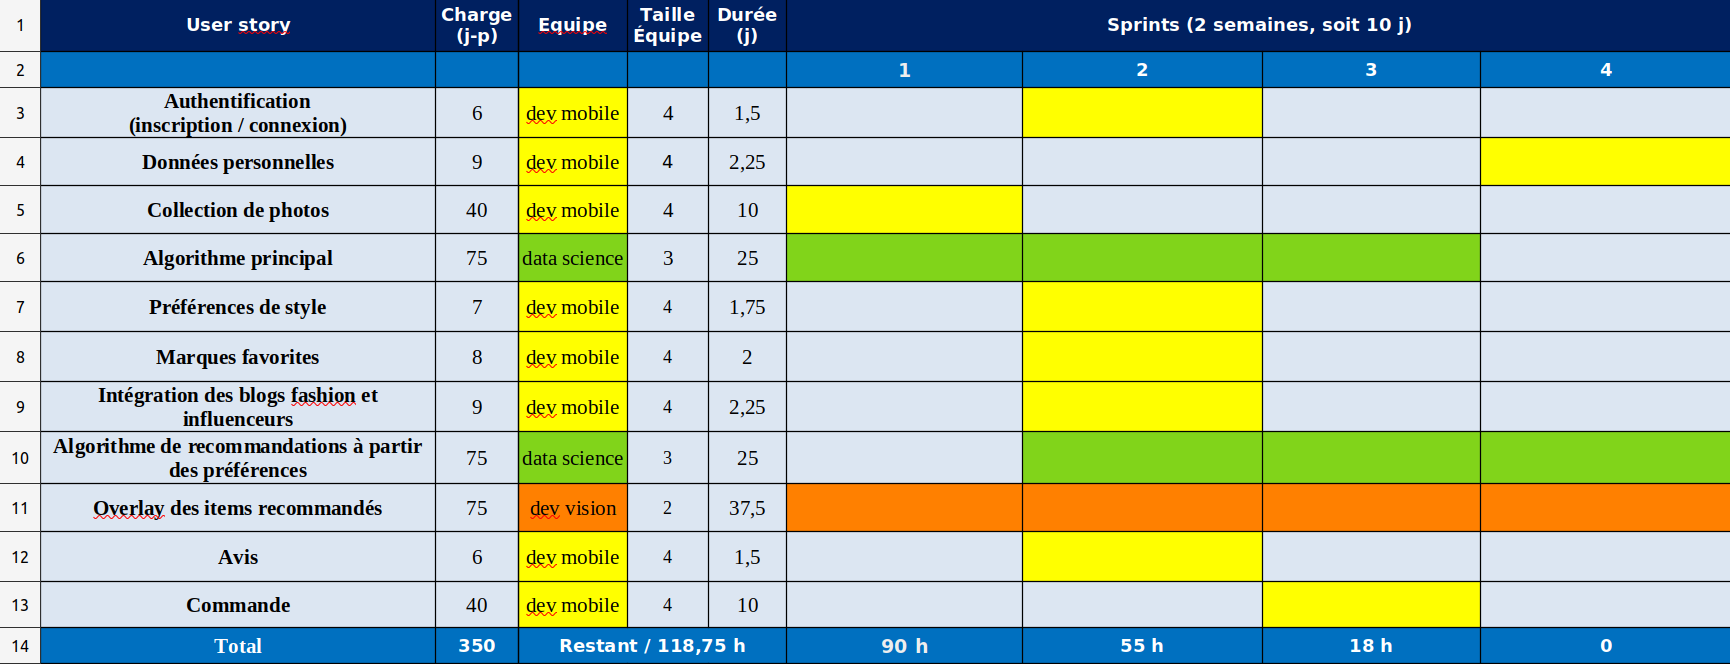 1 User story Charge (j-p) Equipe Taille Équipe Durée (j) Sprints (2 semaines, soit 10 j)
2 1 2 3 4
3 Authentification (inscription / connexion) 6 dev mobile 4 1,5
4 Données personnelles 9 dev mobile 4 2,25
5 Collection de photos 40 dev mobile 4 10
6 Algorithme principal 75 data science 3 25
7 Préférences de style 7 dev mobile 4 1,75
8 Marques favorites 8 dev mobile 4 2
9 Intégration des blogs fashion et influenceurs 9 dev mobile 4 2,25
10 Algorithme de recommandations à partir des préférences 75 data science 3 25
11 Overlay des items recommandés 75 dev vision 2 37,5
12 Avis 6 dev mobile 4 1,5
13 Commande 40 dev mobile 4 10
14 Total 350 Restant / 118,75 h 90 h 55 h 18 h 0